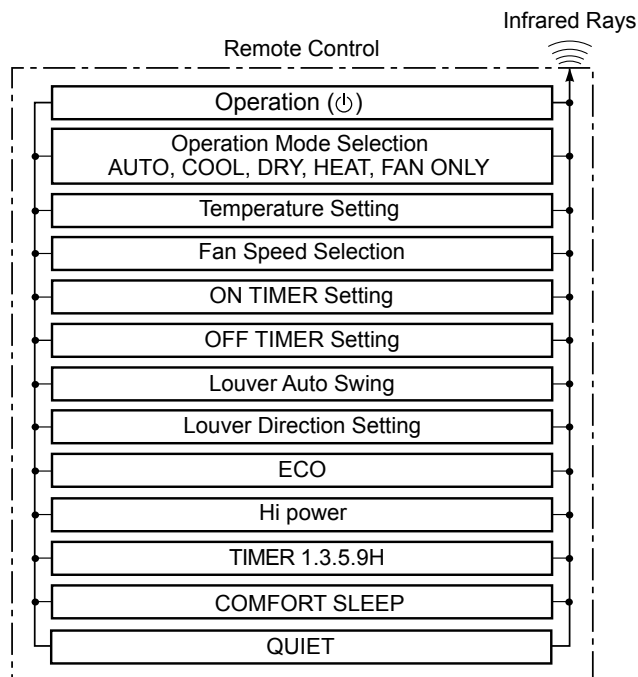 Infrared Rays
Remote Control
Operation (⏻)
Operation Mode Selection
AUTO, COOL, DRY, HEAT, FAN ONLY
Temperature Setting
Fan Speed Selection
ON TIMER Setting
OFF TIMER Setting
Louver Auto Swing
Louver Direction Setting
ECO
Hi power
TIMER 1.3.5.9H
COMFORT SLEEP
QUIET